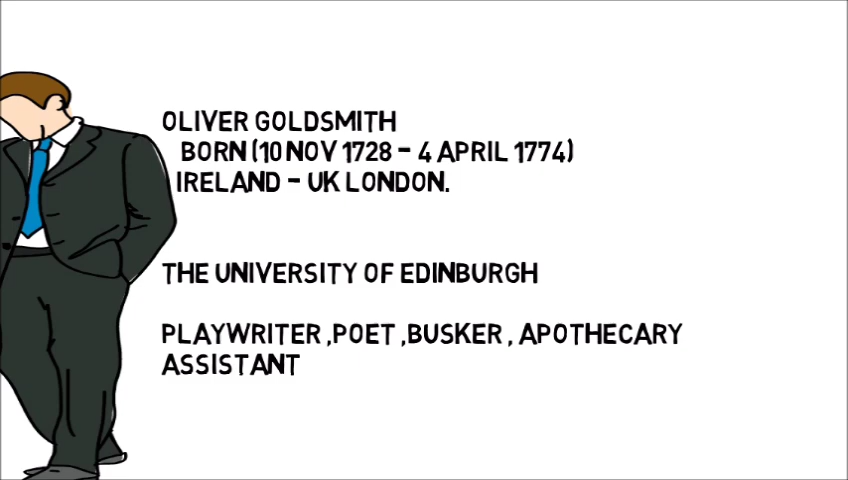 OLIVER GOLDSMITH
BORN (10 NOV 1728 - 4 APRIL 1774)
IRELAND - UK LONDON.
THE UNIVERSITY OF EDINBURGH
PLAYWRITER ,POET ,BUSKER , APOTHECARY
ASSISTANT